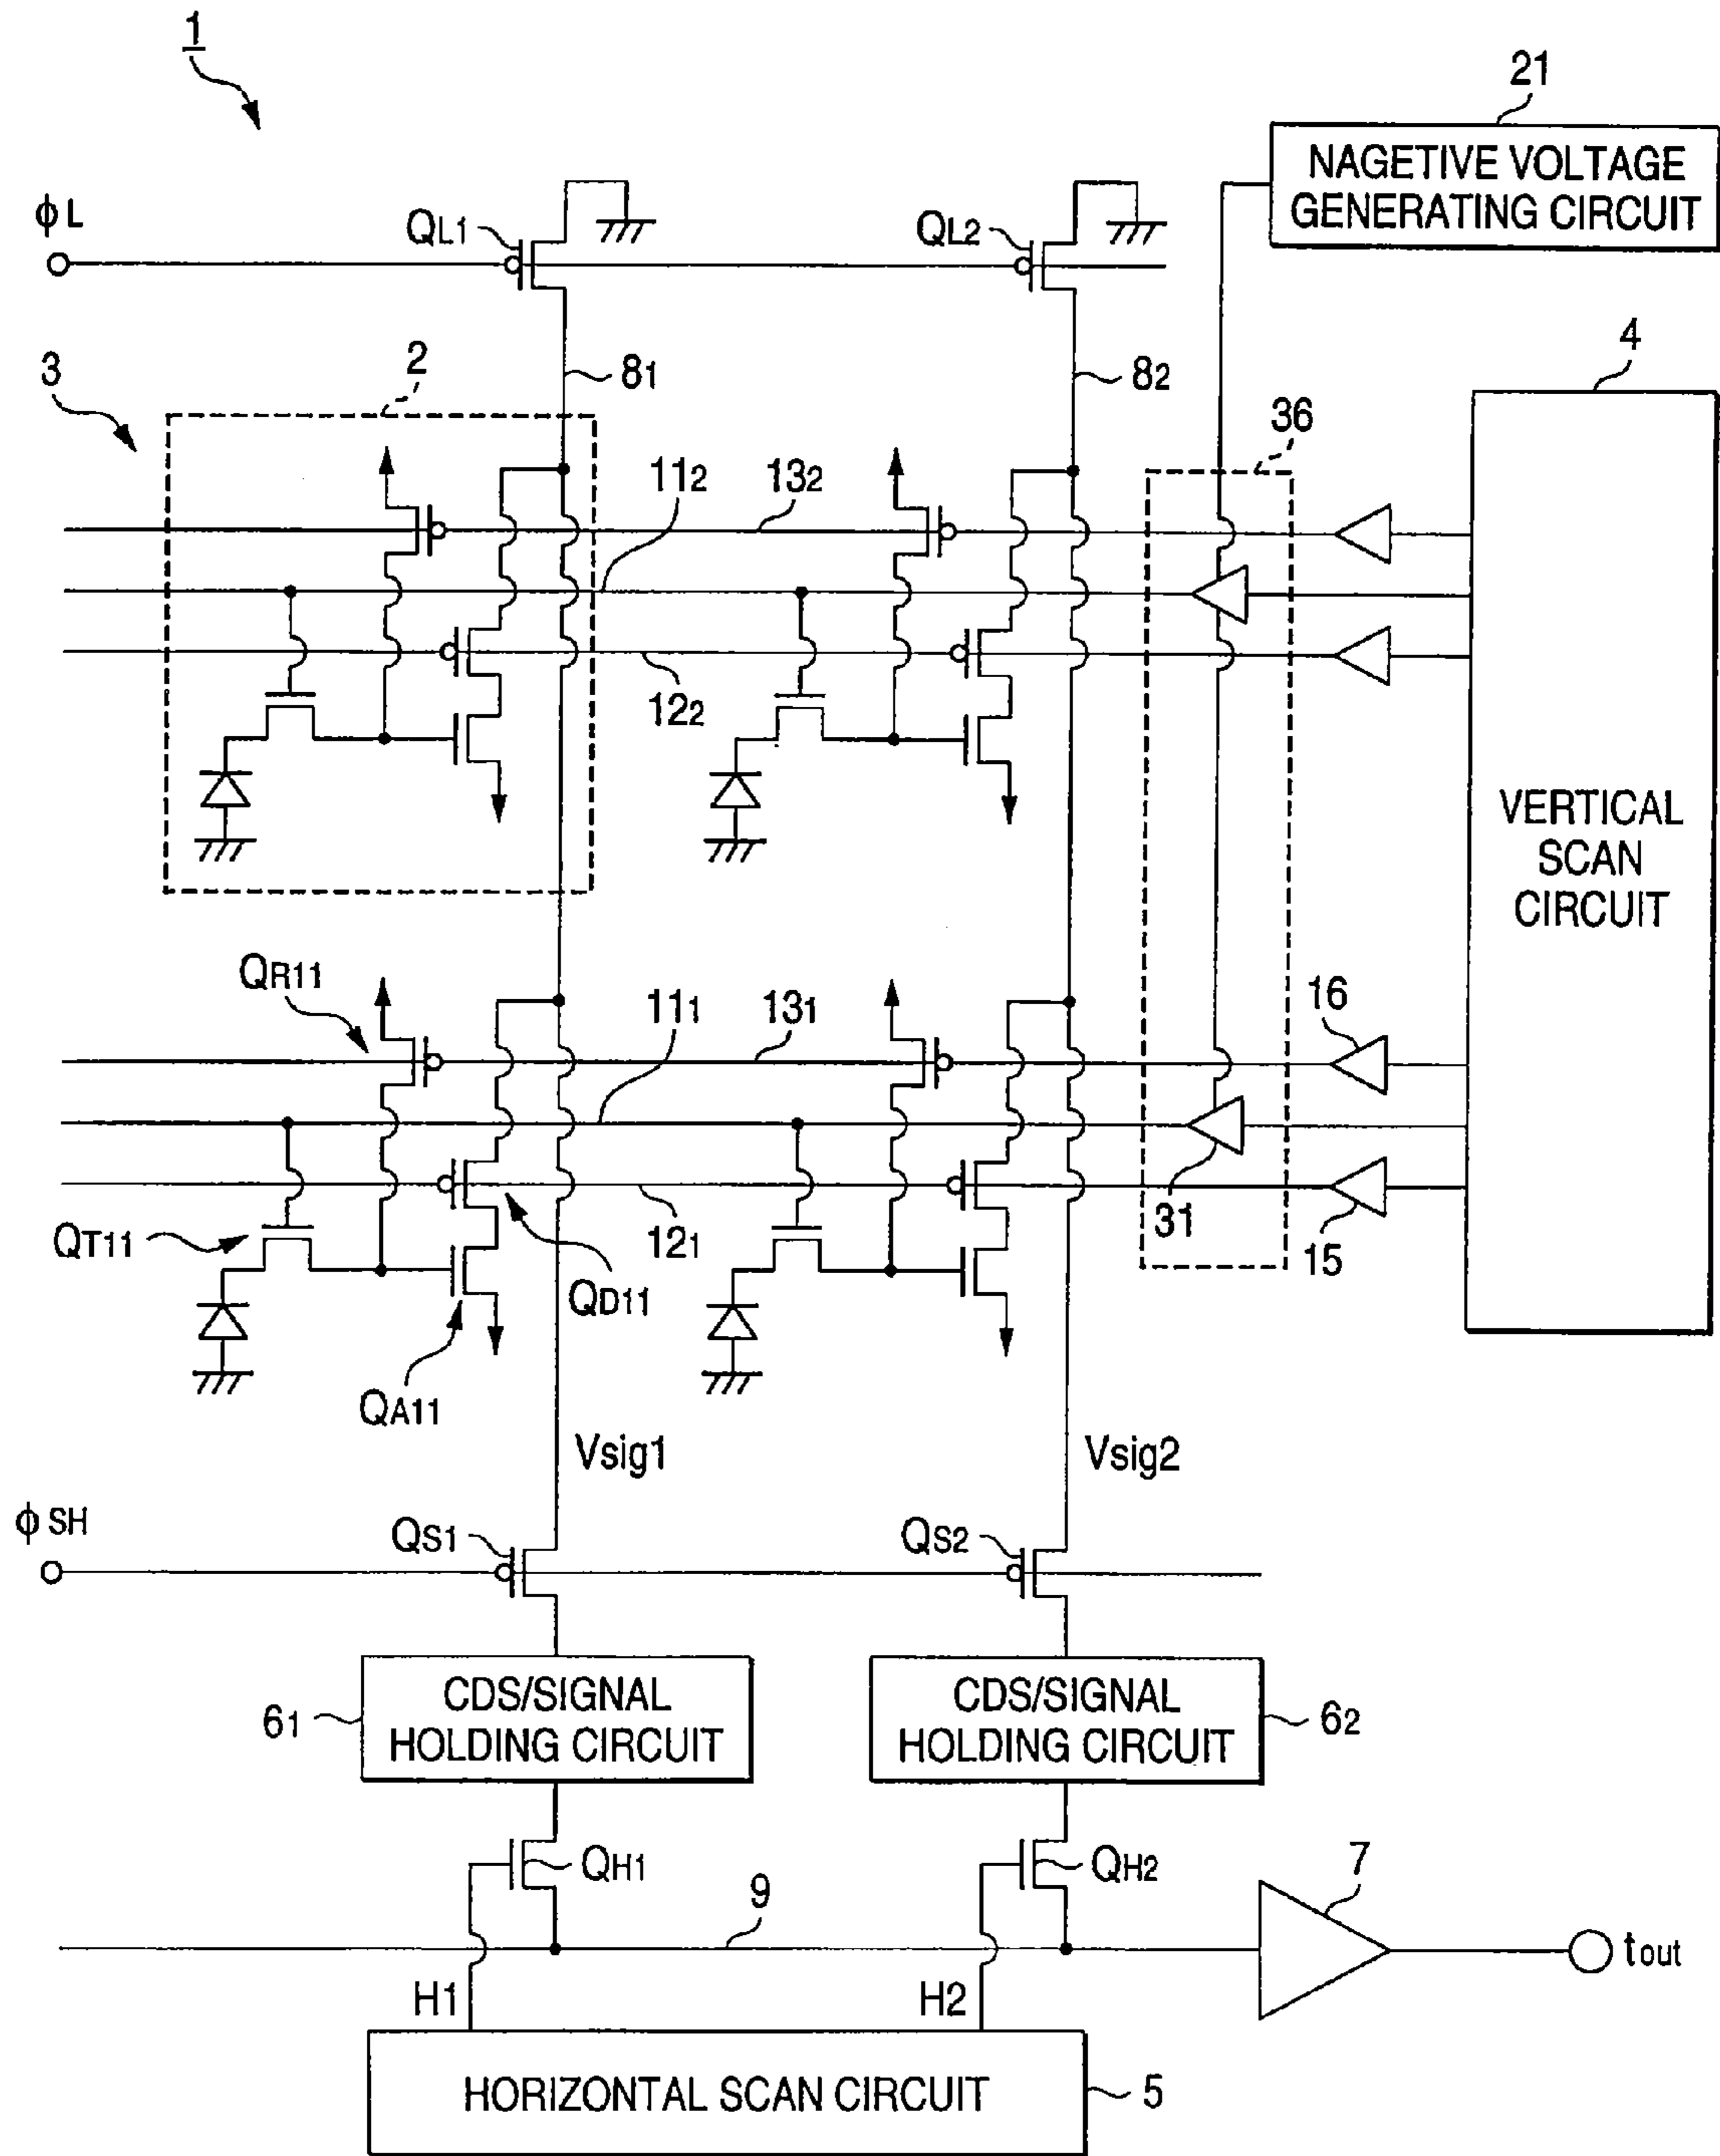 1
21
NAGETIVE VOLTAGE
GENERATING CIRCUIT
ϕL
QL1
QL2
3
2
81
82
36
4
112
132
122
VERTICAL
SCAN
CIRCUIT
QR11
111
131
16
QT11
121
31
15
QD11
QA11
Vsig1
Vsig2
ϕSH
QS1
QS2
61
CDS/SIGNAL
HOLDING CIRCUIT
CDS/SIGNAL
HOLDING CIRCUIT
62
QH1
QH2
7
9
tout
H1
H2
HORIZONTAL SCAN CIRCUIT
5